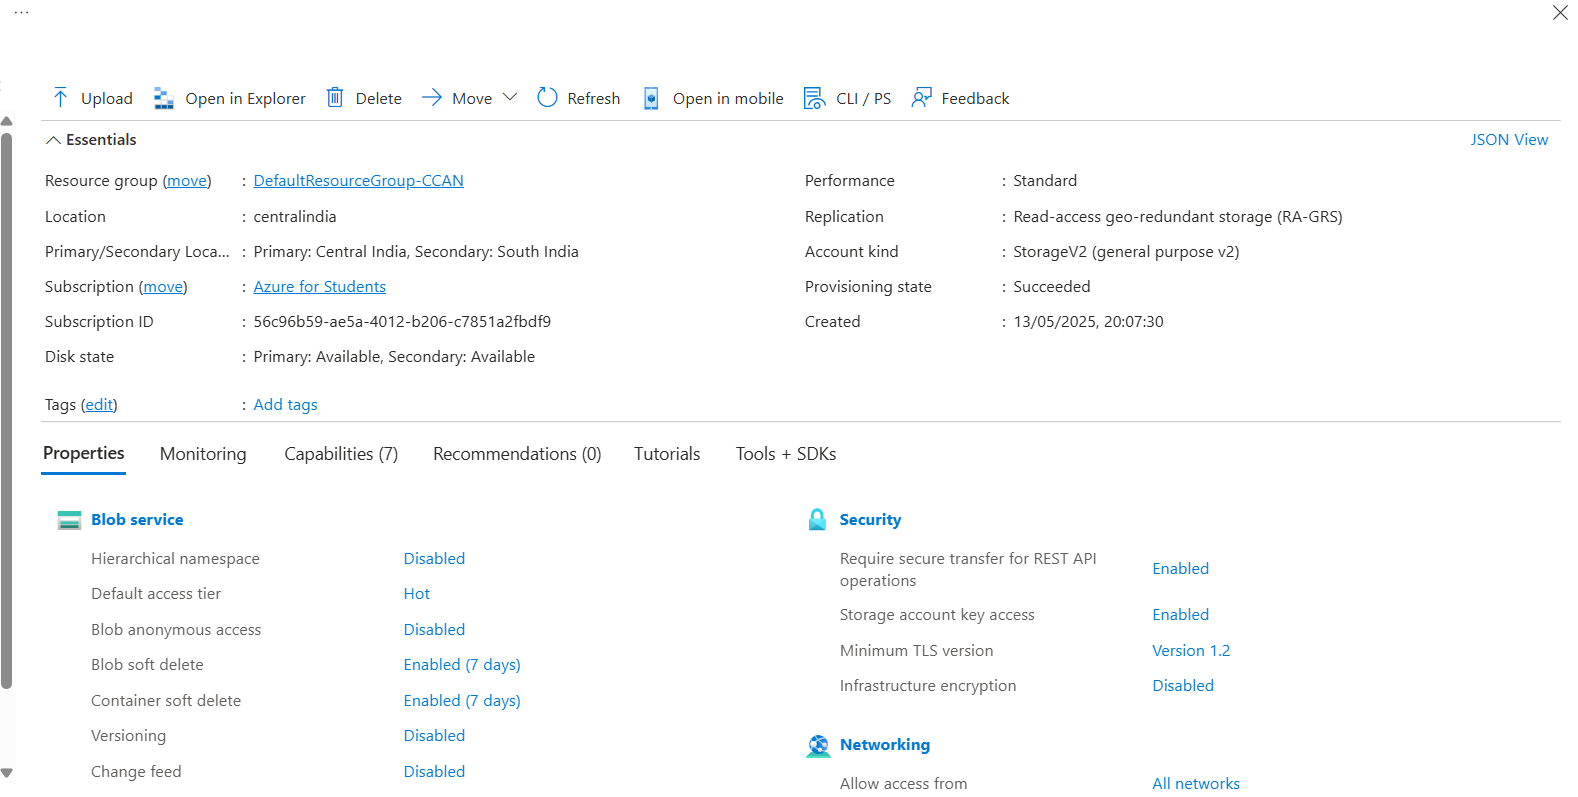 ...
Upload Open in Explorer Delete Move Refresh Open in mobile CLI / PS Feedback
Essentials JSON View
Resource group (move) : DefaultResourceGroup-CCAN
Location : centralindia
Primary/Secondary Loca... : Primary: Central India, Secondary: South India
Subscription (move) : Azure for Students
Subscription ID : 56c96b59-ae5a-4012-b206-c7851a2fbdf9
Disk state : Primary: Available, Secondary: Available
Tags (edit) : Add tags
Performance : Standard
Replication : Read-access geo-redundant storage (RA-GRS)
Account kind : StorageV2 (general purpose v2)
Provisioning state : Succeeded
Created : 13/05/2025, 20:07:30
Properties Monitoring Capabilities (7) Recommendations (0) Tutorials Tools + SDKs
Blob service
Hierarchical namespace Disabled
Default access tier Hot
Blob anonymous access Disabled
Blob soft delete Enabled (7 days)
Container soft delete Enabled (7 days)
Versioning Disabled
Change feed Disabled
Security
Require secure transfer for REST API
operations Enabled
Storage account key access Enabled
Minimum TLS version Version 1.2
Infrastructure encryption Disabled
Networking
Allow access from All networks